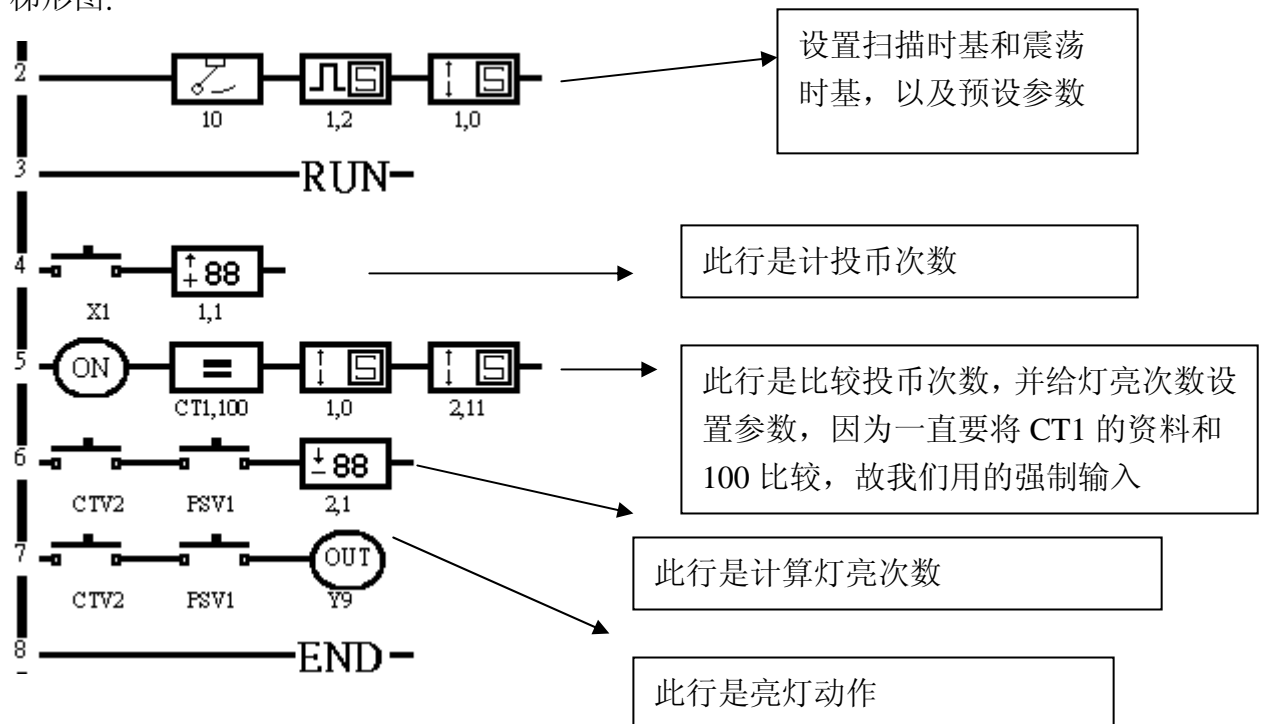 梯形图:
设置扫描时基和震荡
时基，以及预设参数
2
10 1,2 1,0
3 RUN
4 88
X1 1,1
此行是计投币次数
5 ON = S S
CT1,100 1,0 2,11
此行是比较投币次数，并给灯亮次数设
置参数，因为一直要将 CT1 的资料和
100 比较，故我们用的强制输入
6 88
CTV2 PSV1 2,1
此行是计算灯亮次数
7 OUT
CTV2 PSV1 Y9
8 END
此行是亮灯动作